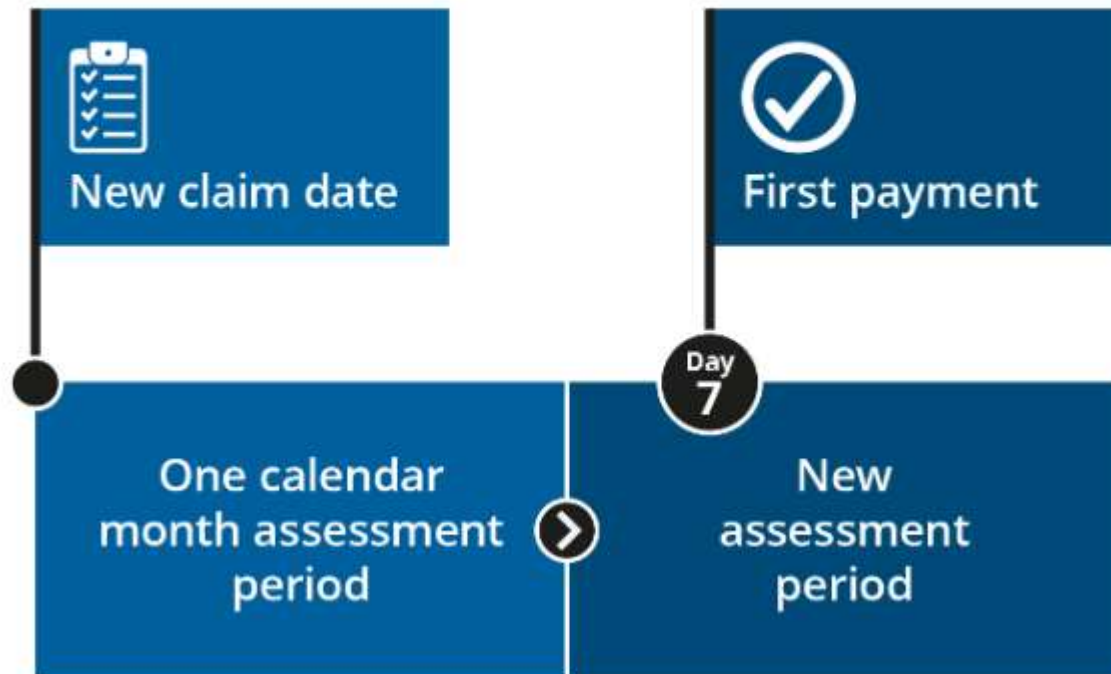 New claim date
First payment
Day
7
One calendar
month assessment
period
New
assessment
period